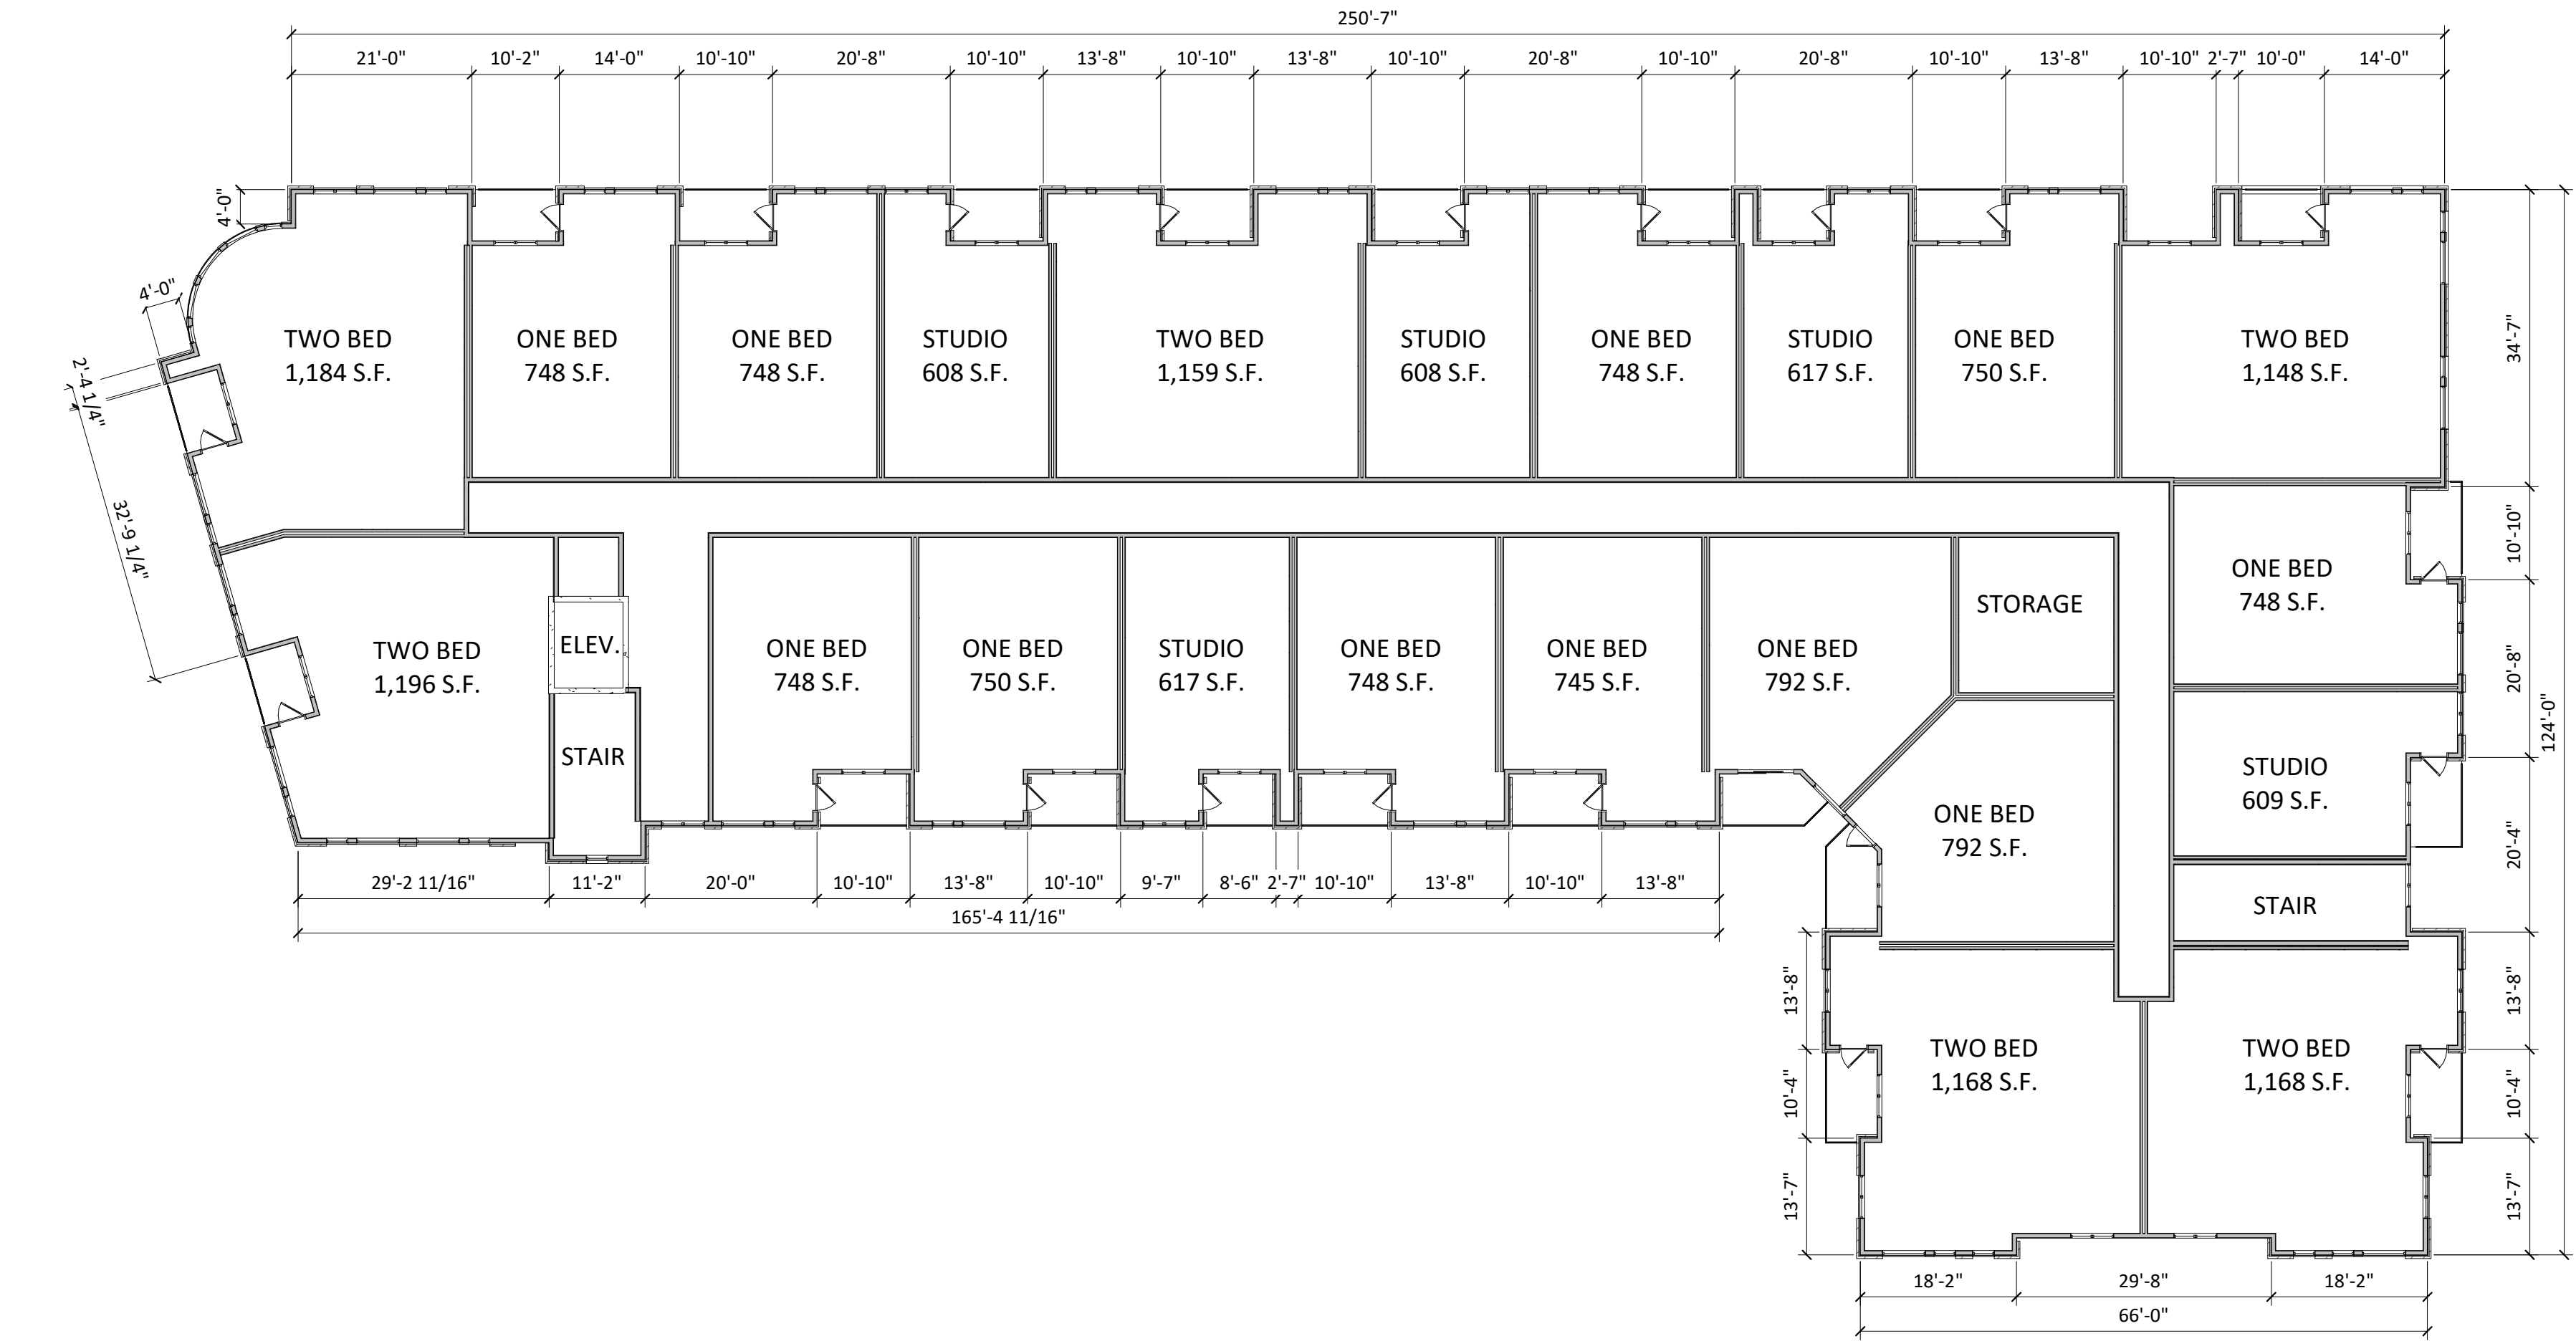 250'-7"
21'-0" 10'-2" 14'-0" 10'-10" 20'-8" 10'-10" 13'-8" 10'-10" 13'-8" 10'-10" 20'-8" 10'-10" 20'-8" 10'-10" 13'-8" 10'-10" 2'-7" 10'-0" 14'-0"
4'-0"
4'-0"
2'-4 1/4"
32'-9 1/4"
TWO BED
1,184 S.F.
ONE BED
748 S.F.
ONE BED
748 S.F.
STUDIO
608 S.F.
TWO BED
1,159 S.F.
STUDIO
608 S.F.
ONE BED
748 S.F.
STUDIO
617 S.F.
ONE BED
750 S.F.
TWO BED
1,148 S.F.
34'-7"
10'-10"
20'-8"
20'-4"
13'-8"
10'-4"
13'-7"
124'-0"
TWO BED
1,196 S.F.
ELEV.
STAIR
ONE BED
748 S.F.
ONE BED
750 S.F.
STUDIO
617 S.F.
ONE BED
748 S.F.
ONE BED
745 S.F.
ONE BED
792 S.F.
STORAGE
ONE BED
748 S.F.
STUDIO
609 S.F.
ONE BED
792 S.F.
STAIR
29'-2 11/16" 11'-2" 20'-0" 10'-10" 13'-8" 10'-10" 9'-7" 8'-6" 2'-7" 10'-10" 13'-8" 10'-10" 13'-8"
165'-4 11/16"
13'-8"
10'-4"
13'-7"
TWO BED
1,168 S.F.
TWO BED
1,168 S.F.
18'-2" 29'-8" 18'-2"
66'-0"